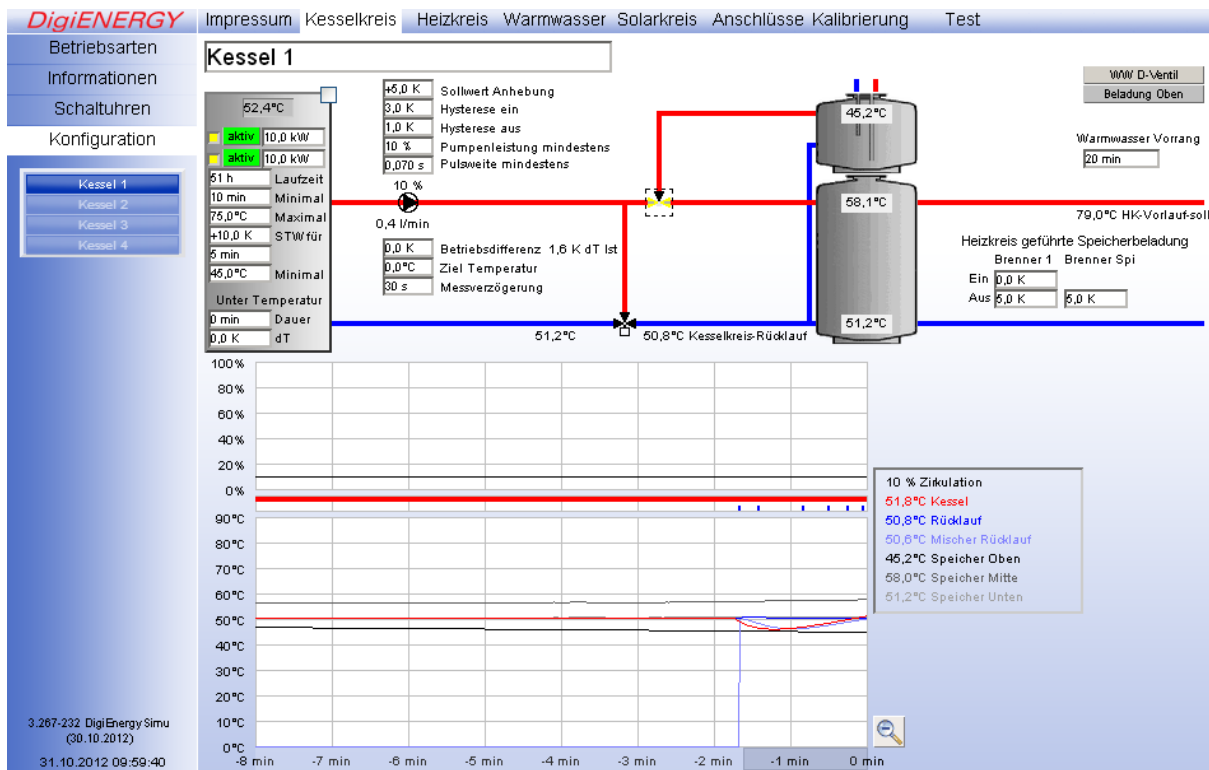 DigiENERGY
Impressum Kesselkreis Heizkreis Warmwasser Solarkreis Anschlüsse Kalibrierung Test
Betriebsarten
Informationen
Schaltuhren
Konfiguration
Kessel 1
Kessel 2
Kessel 3
Kessel 4
3.267-232 DigiEnergy Simu
(30.10.2012)
31.10.2012 09:59:40
Kessel 1
52,4°C
aktiv 10,0 kW
aktiv 10,0 kW
51 h Laufzeit
10 min Minimal
75,0°C Maximal
+10,0 K STW für
5 min
45,0°C Minimal
Unter Temperatur
0 min Dauer
0,0 K dT
+5,0 K Sollwert Anhebung
3,0 K Hysterese ein
1,0 K Hysterese aus
10 % Pumpenleistung mindestens
0,070 s Pulsweite mindestens
10 %
0,4 l/min
0,0 K Betriebsdifferenz 1,6 K dT Ist
0,0°C Ziel Temperatur
30 s Messverzögerung
51,2°C
50,8°C Kesselkreis-Rücklauf
45,2°C
58,1°C
51,2°C
WW D-Ventil
Beladung Oben
Warmwasser Vorrang
20 min
79,0°C HK-Vorlauf-soll
Heizkreis geführte Speicherbeladung
Brenner 1 Brenner Spi
Ein 0,0 K
Aus 5,0 K 5,0 K
100%
80%
60%
40%
20%
0%
90°C
80°C
70°C
60°C
50°C
40°C
30°C
20°C
10°C
0°C
-8 min -7 min -6 min -5 min -4 min -3 min -2 min -1 min 0 min
10 % Zirkulation
51,8°C Kessel
50,8°C Rücklauf
50,6°C Mischer Rücklauf
45,2°C Speicher Oben
58,0°C Speicher Mitte
51,2°C Speicher Unten